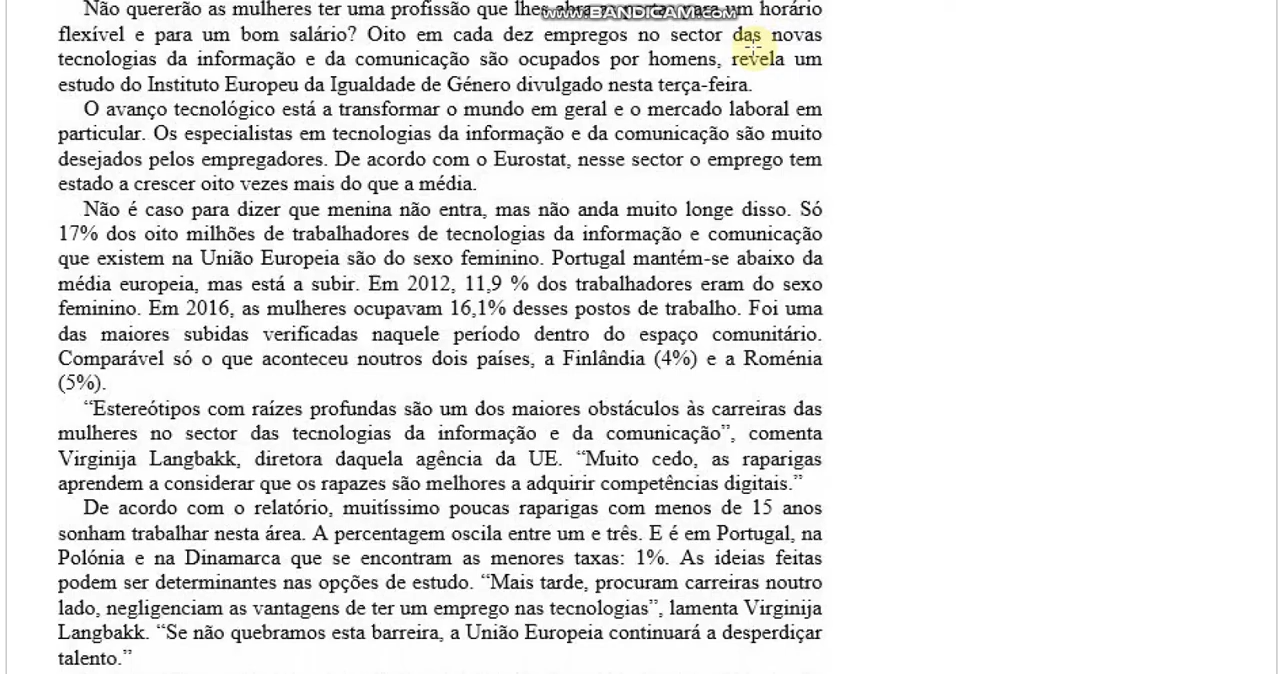 Não quererão as mulheres ter uma profissão que lhes um horário
www.BANDICAM.com
flexível e para um bom salário? Oito em cada dez empregos no sector das novas
tecnologias da informação e da comunicação são ocupados por homens, revela um
estudo do Instituto Europeu da Igualdade de Género divulgado nesta terça-feira.
O avanço tecnológico está a transformar o mundo em geral e o mercado laboral em
particular. Os especialistas em tecnologias da informação e da comunicação são muito
desejados pelos empregadores. De acordo com o Eurostat, nesse sector o emprego tem
estado a crescer oito vezes mais do que a média.
Não é caso para dizer que menina não entra, mas não anda muito longe disso. Só
17% dos oito milhões de trabalhadores de tecnologias da informação e comunicação
que existem na União Europeia são do sexo feminino. Portugal mantém-se abaixo da
média europeia, mas está a subir. Em 2012, 11,9 % dos trabalhadores eram do sexo
feminino. Em 2016, as mulheres ocupavam 16,1% desses postos de trabalho. Foi uma
das maiores subidas verificadas naquele período dentro do espaço comunitário.
Comparável só o que aconteceu noutros dois países, a Finlândia (4%) e a Roménia
(5%).
“Estereótipos com raízes profundas são um dos maiores obstáculos às carreiras das
mulheres no sector das tecnologias da informação e da comunicação”, comenta
Virginija Langbakk, diretora daquela agência da UE. “Muito cedo, as raparigas
aprendem a considerar que os rapazes são melhores a adquirir competências digitais.”
De acordo com o relatório, muitíssimo poucas raparigas com menos de 15 anos
sonham trabalhar nesta área. A percentagem oscila entre um e três. E é em Portugal, na
Polónia e na Dinamarca que se encontram as menores taxas: 1%. As ideias feitas
podem ser determinantes nas opções de estudo. “Mais tarde, procuram carreiras noutro
lado, negligenciam as vantagens de ter um emprego nas tecnologias”, lamenta Virginija
Langbakk. “Se não quebramos esta barreira, a União Europeia continuará a desperdiçar
talento.”